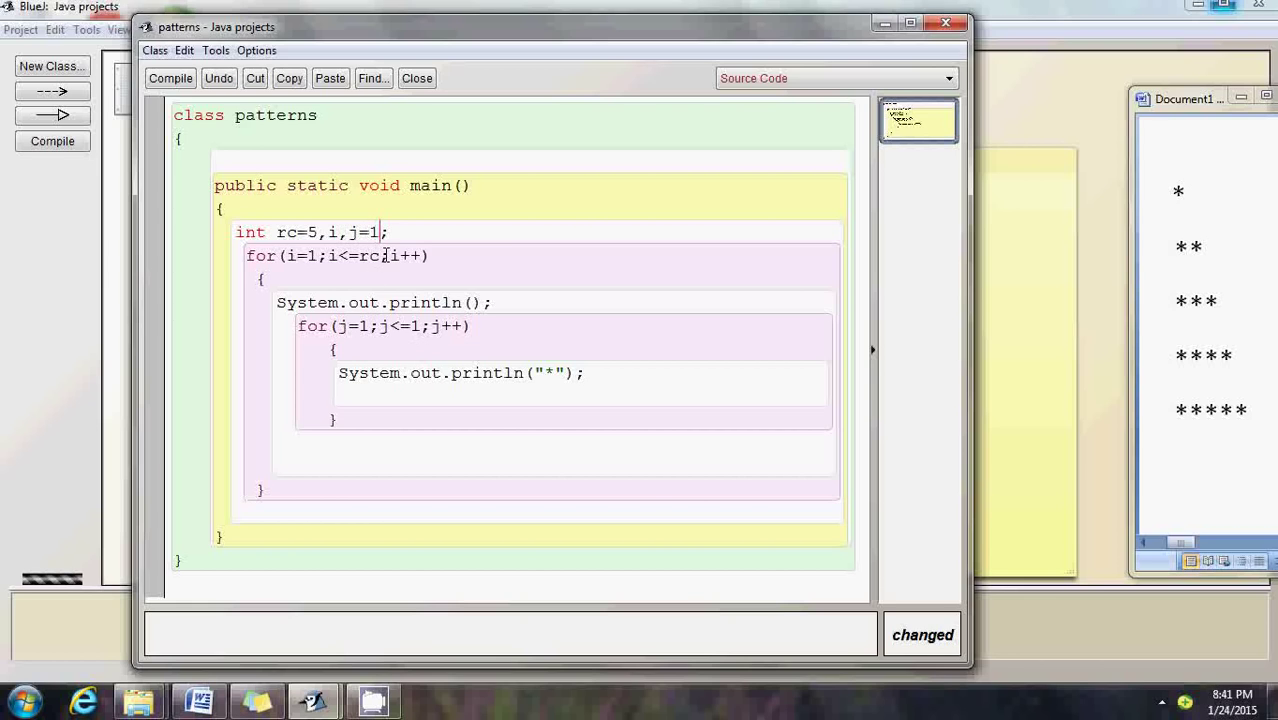 BlueJ: Java projects
Project Edit Tools View
New Class...
Compile
patterns - Java projects
Class Edit Tools Options
Compile Undo Cut Copy Paste Find... Close
Source Code
class patterns
{
public static void main()
{
int rc=5,i,j=1;
for(i=1;i<=rc;i++)
{
System.out.println();
for(j=1;j<=1;j++)
{
System.out.println("*");
}
}
}
}
changed
Document1 ...
*
**
***
****
*****
8:41 PM
1/24/2015